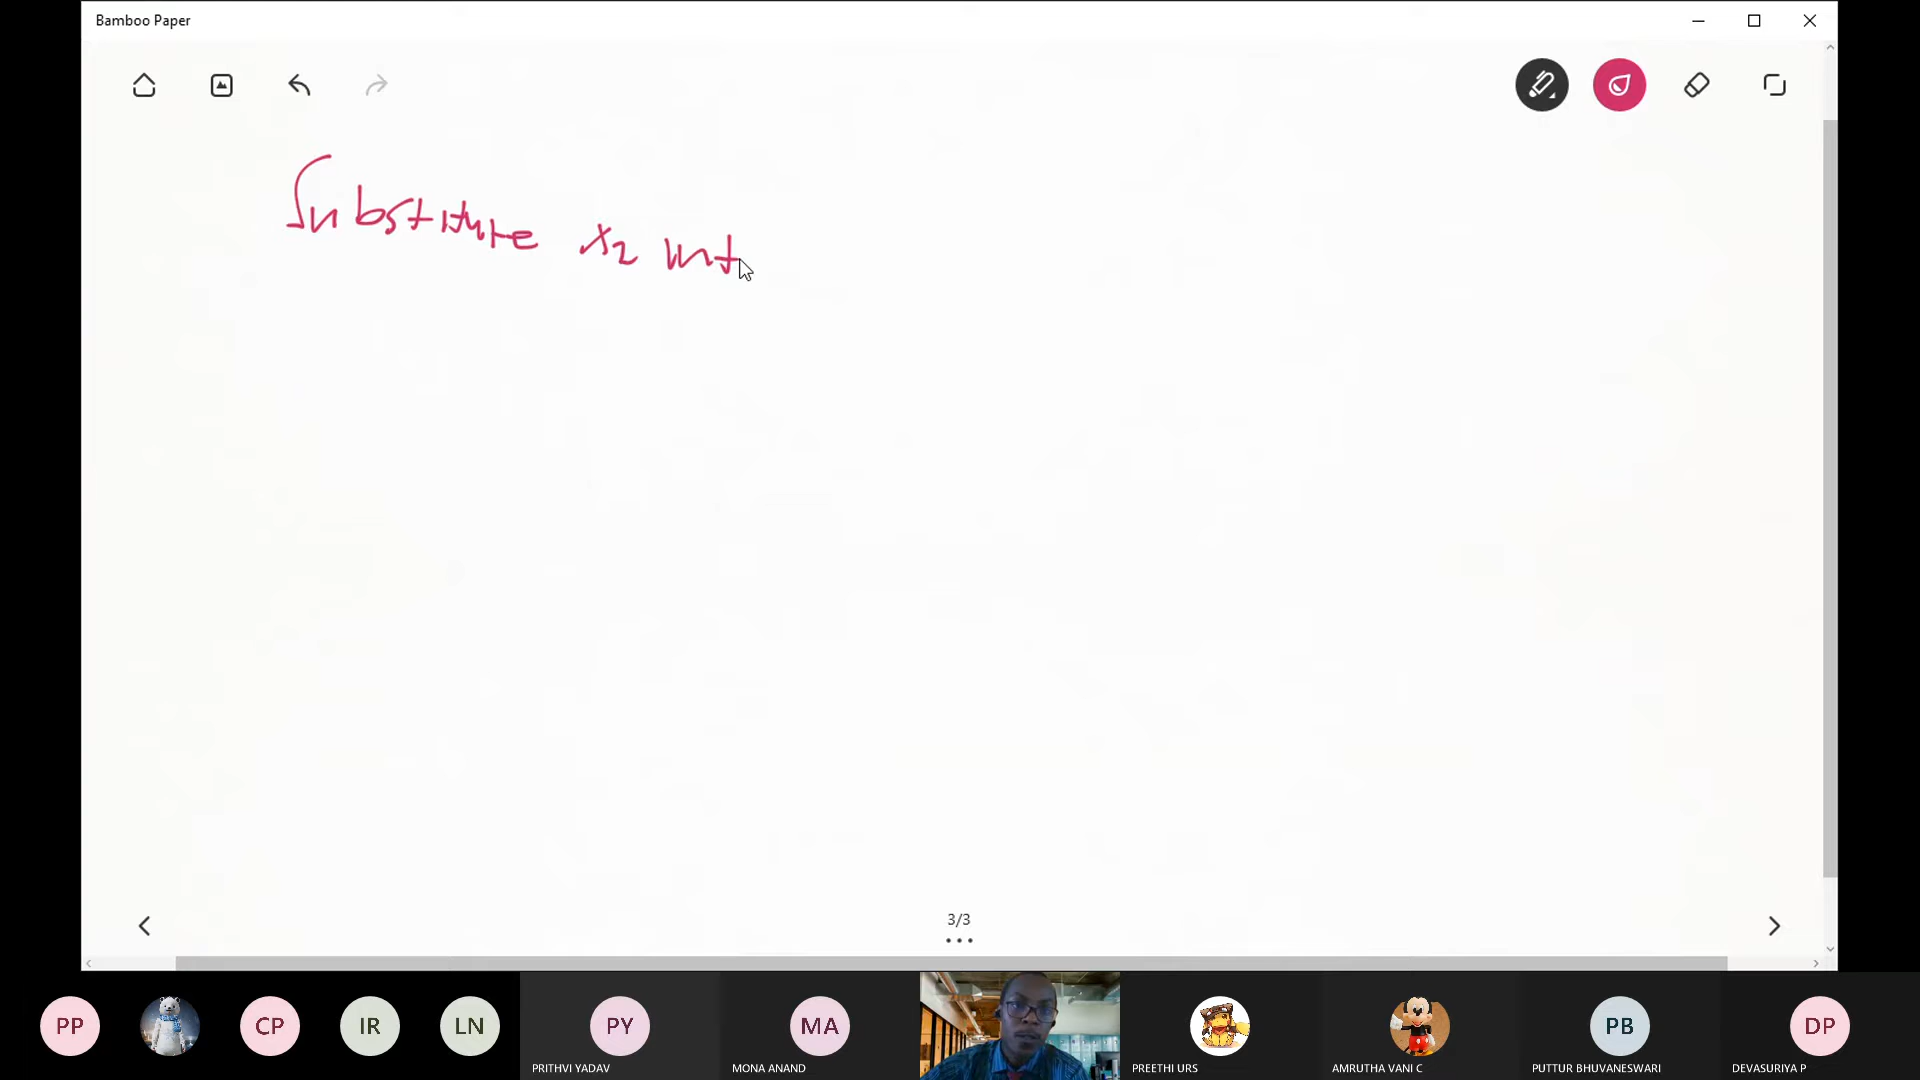 Bamboo Paper
Substitute x₂ int
3/3
PP
CP
IR
LN
PY
MA
PB
DP
PRITHVI YADAV
MONA ANAND
PREETHI URS
AMRUTHA VANI C
PUTTUR BHUVANESWARI
DEVASURIYA P